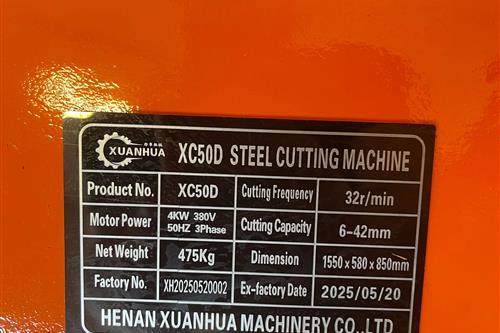 XUANHUA XC50D STEEL CUTTING MACHINE
Product No. XC50D Cutting Frequency 32r/min
Motor Power 4KW 380V 50HZ 3Phase Cutting Capacity 6-42mm
Net Weight 475Kg Dimension 1550 x 580 x 850mm
Factory No. XH20250520002 Ex-factory Date 2025/05/20
HENAN XUANHUA MACHINERY CO.,LTD